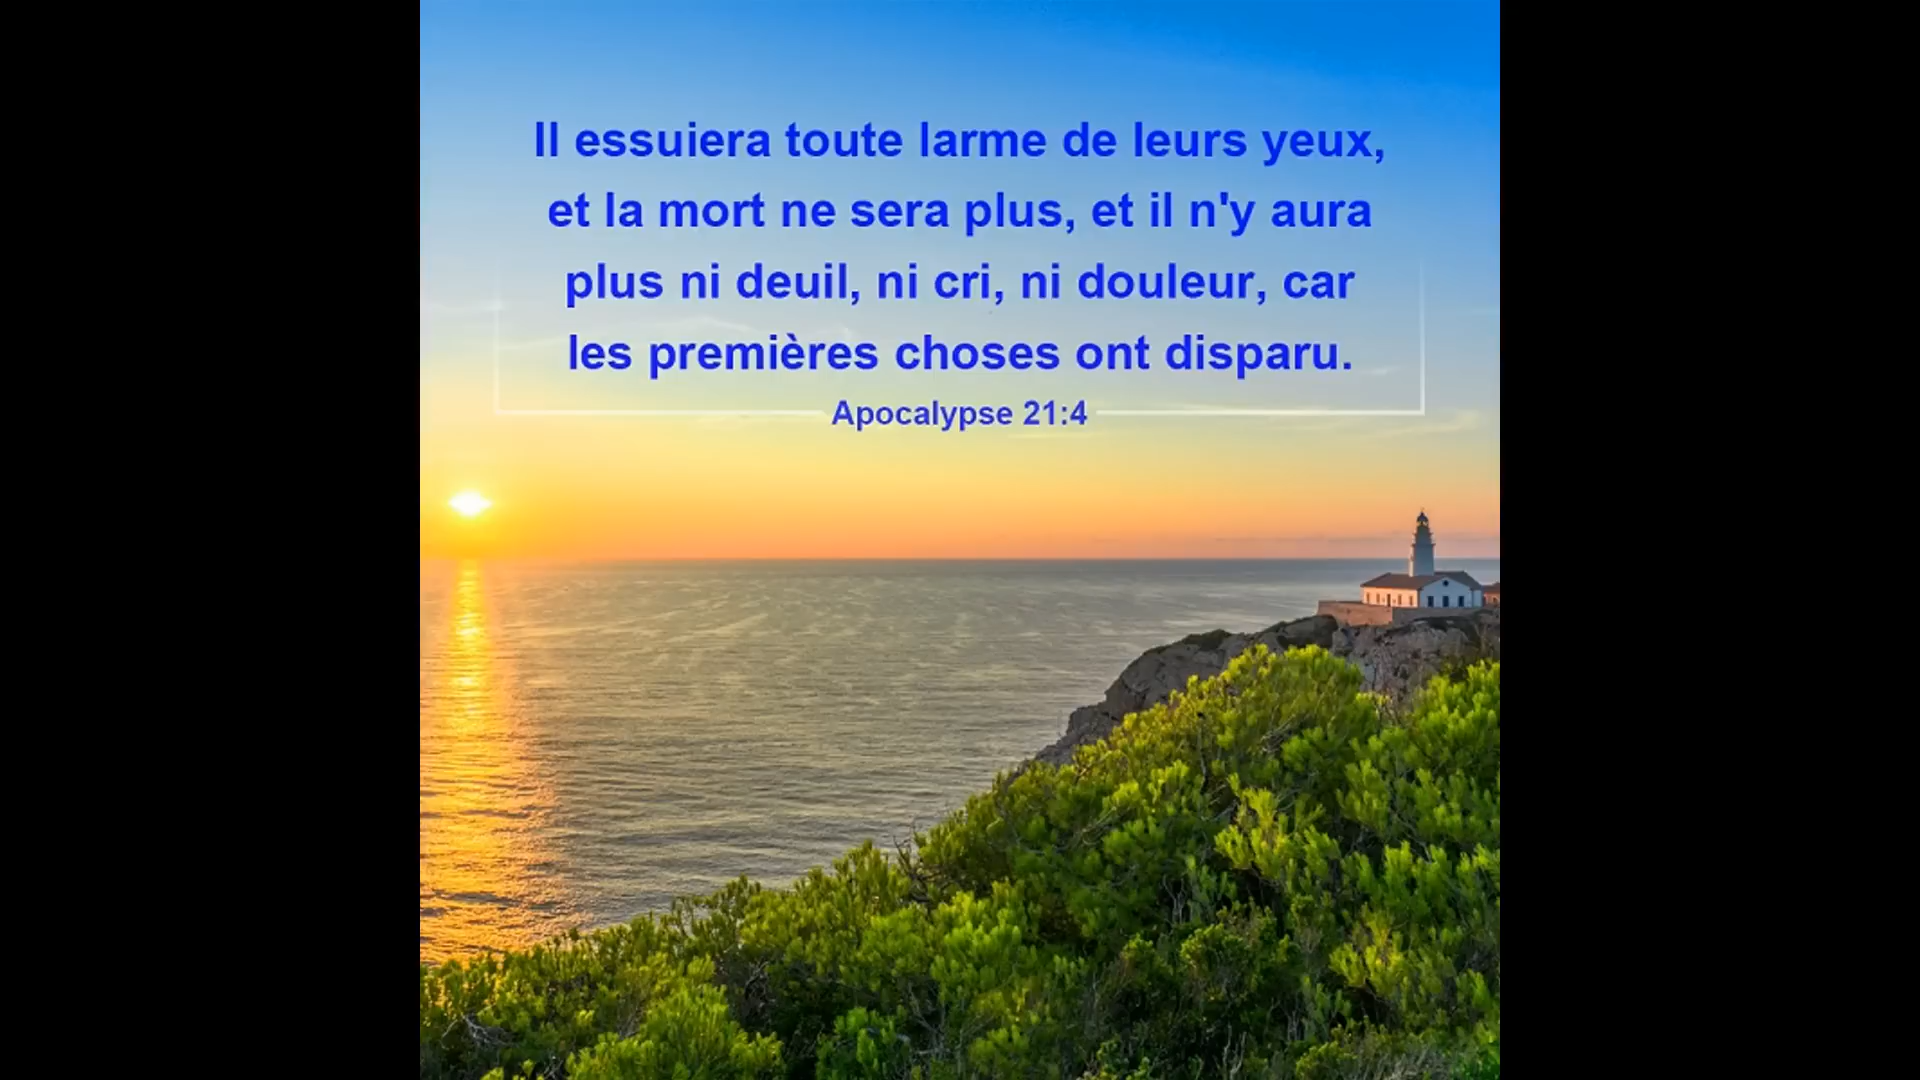 Il essuiera toute larme de leurs yeux,
et la mort ne sera plus, et il n'y aura
plus ni deuil, ni cri, ni douleur, car
les premières choses ont disparu.
Apocalypse 21:4